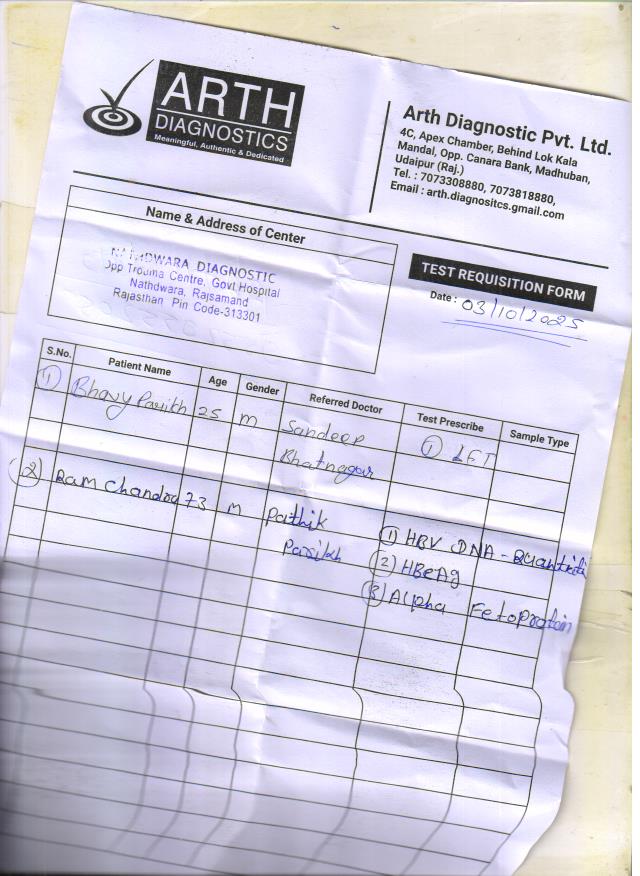 ARTH
DIAGNOSTICS
Meaningful, Authentic & Dedicated
Arth Diagnostic Pvt. Ltd.
4C, Apex Chamber, Behind Lok Kala
Mandal, Opp. Canara Bank, Madhuban,
Udaipur (Raj.)
Tel. : 7073308880, 7073818880,
Email : arth.diagnositcs.gmail.com
Name & Address of Center
NATHDWARA DIAGNOSTIC
Opp Trouma Centre, Govt Hospital
Nathdwara, Rajsamand
Rajasthan Pin Code-313301
TEST REQUISITION FORM
Date : 03/10/2025
S.No. Patient Name Age Gender Referred Doctor Test Prescribe Sample Type
1 Bhavy Parikh 25 m Sandeep 1 LFT
Bhatnagar
2 Ram Chandra 73 m Pathik 1 HBV DNA - Quantitati
Parikh 2 HBeAg
3 Alpha Fetoprotein